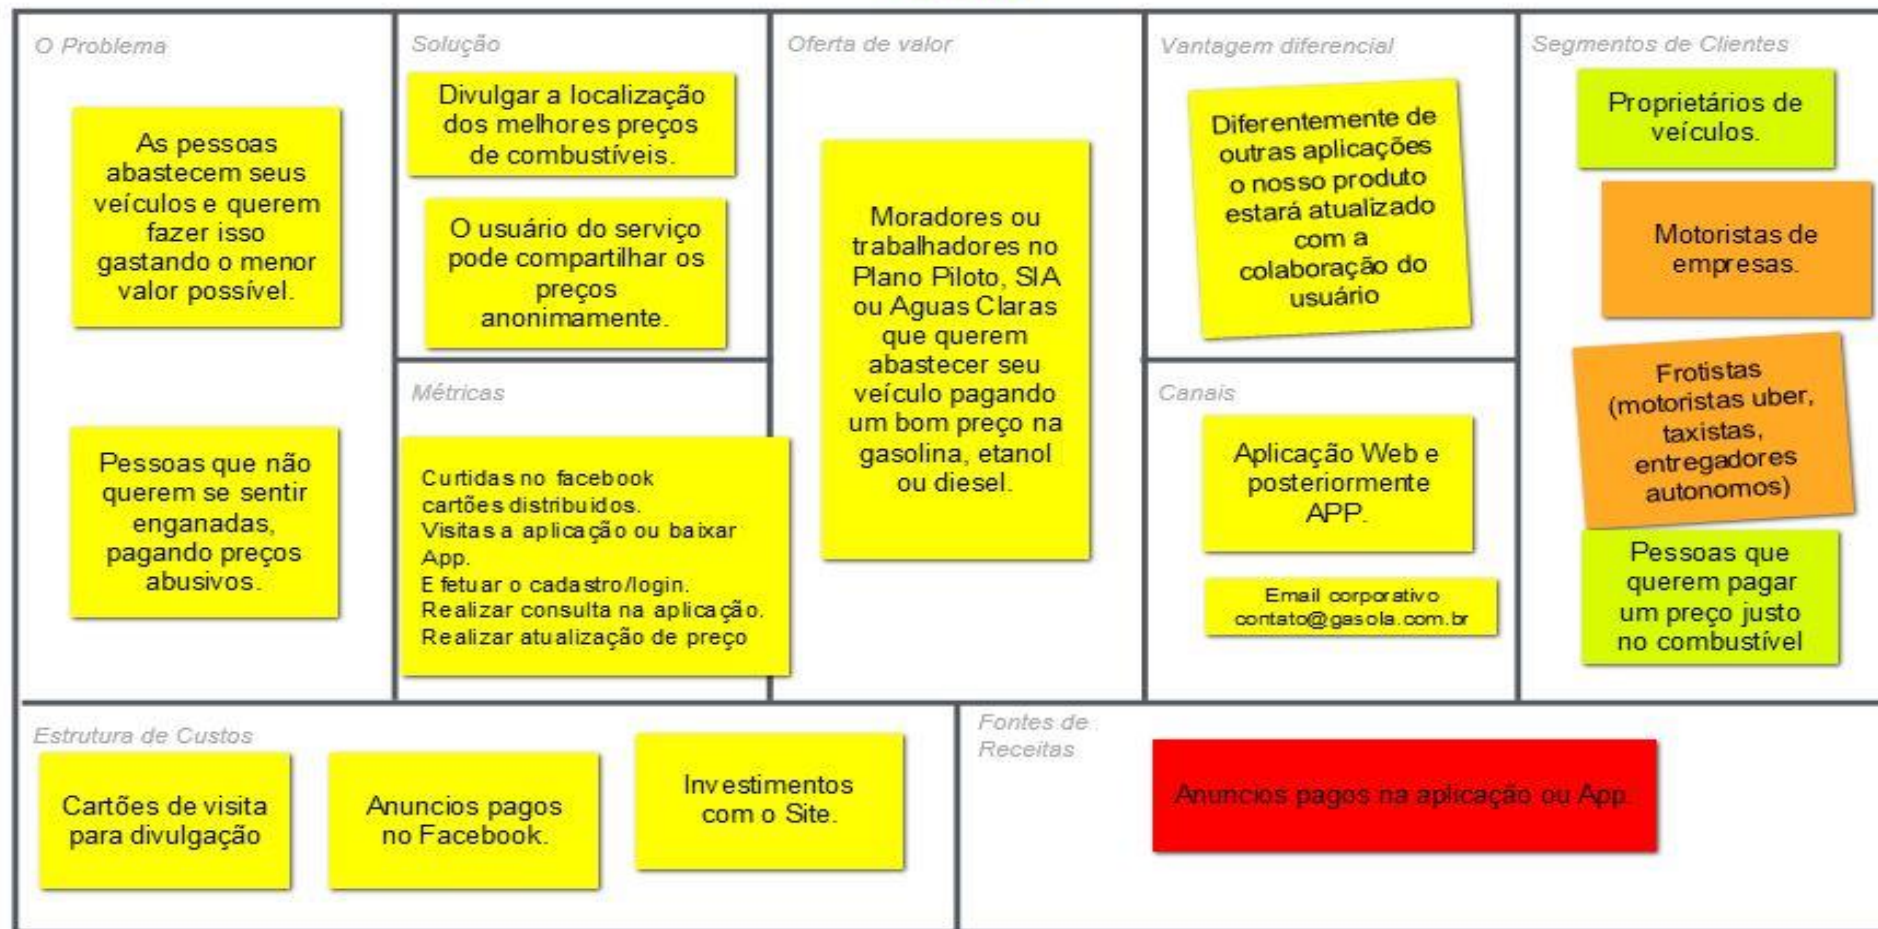 O Problema
As pessoas
abastecem seus
veículos e querem
fazer isso
gastando o menor
valor possível.
Pessoas que não
querem se sentir
enganadas,
pagando preços
abusivos.
Solução
Divulgar a localização
dos melhores preços
de combustíveis.
O usuário do serviço
pode compartilhar os
preços
anonimamente.
Métricas
Curtidas no facebook
cartões distribuidos.
Visitas a aplicação ou baixar
App.
Efetuar o cadastro/login.
Realizar consulta na aplicação.
Realizar atualização de preço
Oferta de valor
Moradores ou
trabalhadores no
Plano Piloto, SIA
ou Aguas Claras
que querem
abastecer seu
veículo pagando
um bom preço na
gasolina, etanol
ou diesel.
Vantagem diferencial
Diferentemente de
outras aplicações
o nosso produto
estará atualizado
com a
colaboração do
usuário
Canais
Aplicação Web e
posteriormente
APP.
Email corporativo
contato@gasola.com.br
Segmentos de Clientes
Proprietários de
veículos.
Motoristas de
empresas.
Frotistas
(motoristas uber,
taxistas,
entregadores
autonomos)
Pessoas que
querem pagar
um preço justo
no combustível
Estrutura de Custos
Cartões de visita
para divulgação
Anuncios pagos
no Facebook.
Investimentos
com o Site.
Fontes de
Receitas
Anuncios pagos na aplicação ou App.